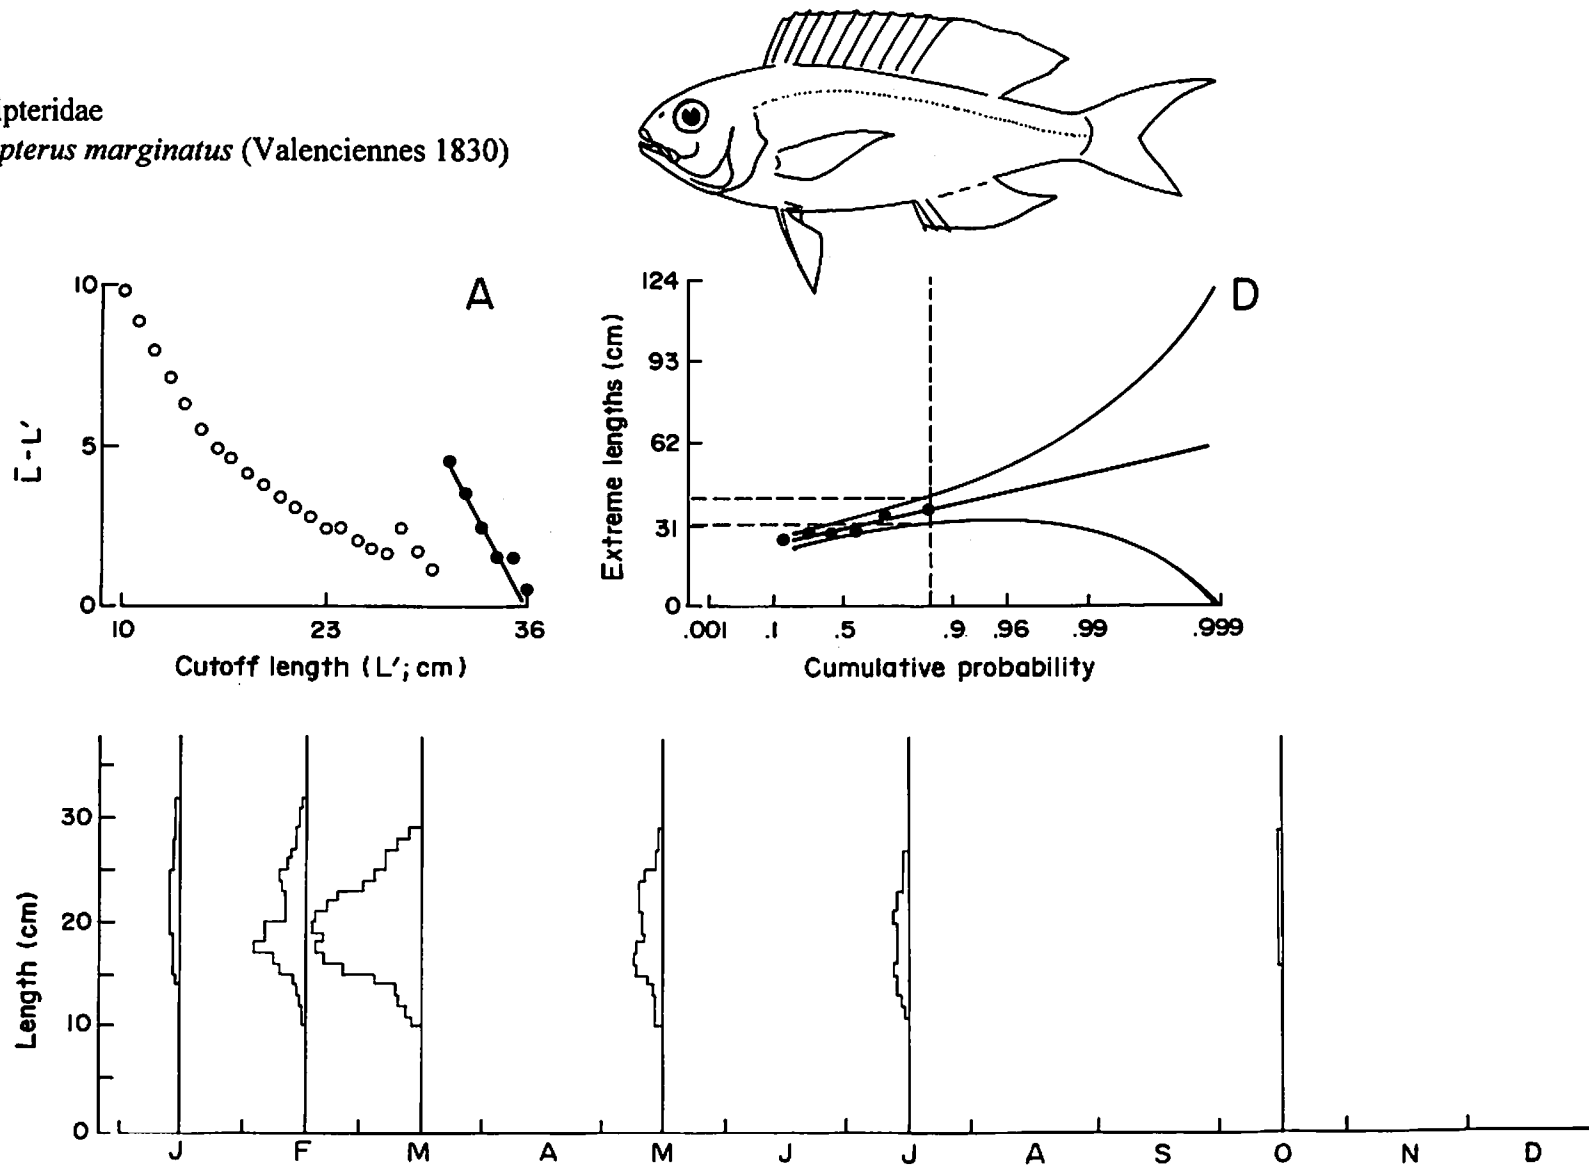 ipteridae
pterus marginatus (Valenciennes 1830)
A
10
5
0
L̄-L′
10 23 36
Cutoff length (L′; cm)
D
124
93
62
31
0
Extreme lengths (cm)
.001 .1 .5 .9 .96 .99 .999
Cumulative probability
30
20
10
0
Length (cm)
J F M A M J J A S O N D